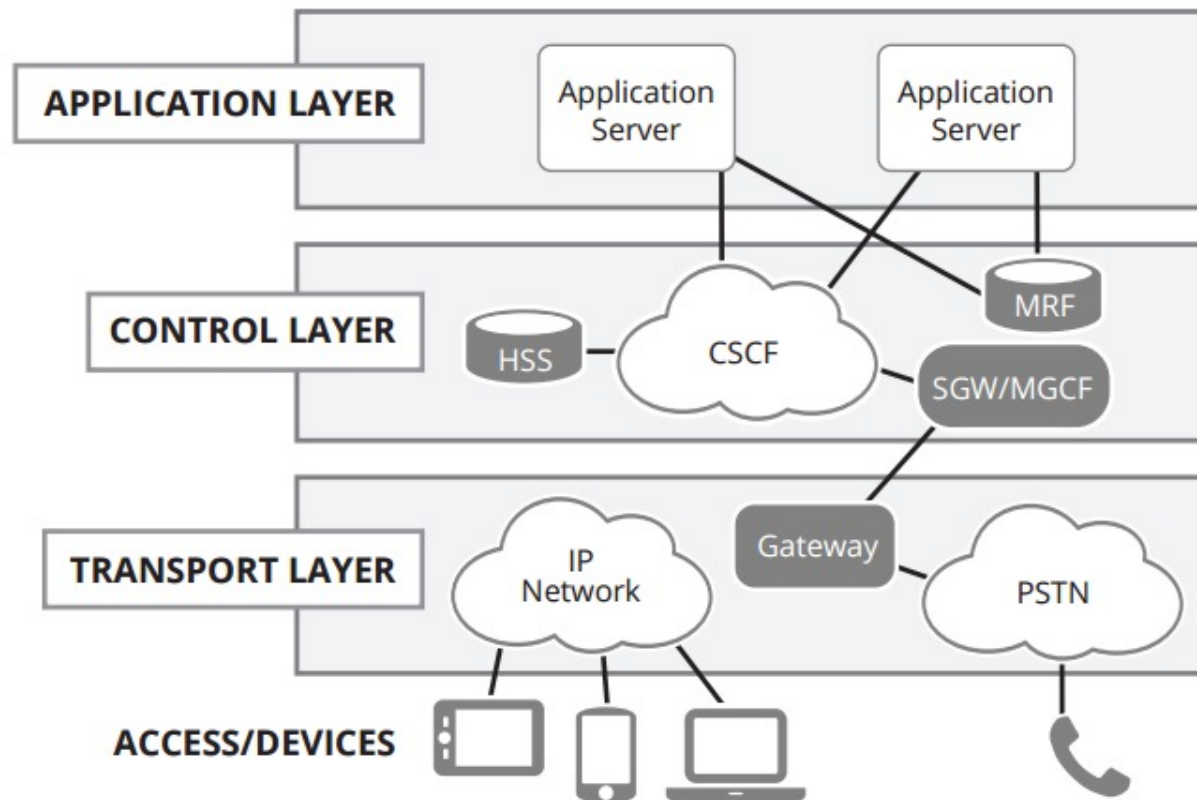 APPLICATION LAYER
Application
Server
Application
Server
CONTROL LAYER
HSS
CSCF
MRF
SGW/MGCF
TRANSPORT LAYER
IP
Network
Gateway
PSTN
ACCESS/DEVICES